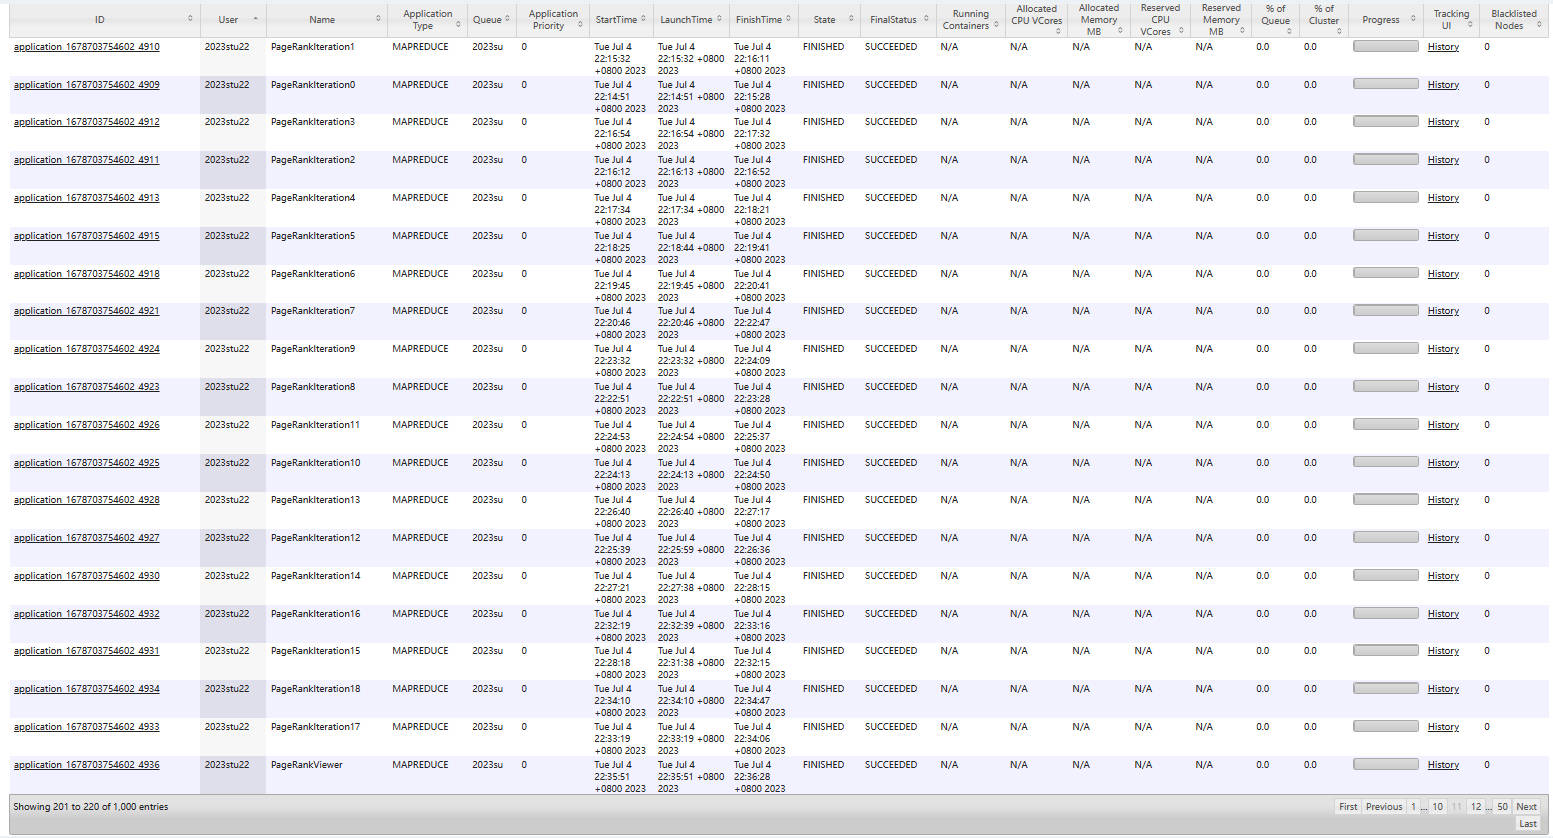 ID User Name Application Type Queue Application Priority StartTime LaunchTime FinishTime State FinalStatus Running Containers Allocated CPU VCores Allocated Memory MB Reserved CPU VCores Reserved Memory MB % of Queue % of Cluster Progress Tracking UI Blacklisted Nodes
application_1678703754602_4910 2023stu22 PageRankIteration1 MAPREDUCE 2023su 0 Tue Jul 4 Tue Jul 4 Tue Jul 4 FINISHED SUCCEEDED N/A N/A N/A N/A N/A 0.0 0.0 History 0
22:15:32 22:15:32 +0800 22:16:11
+0800 2023 2023 +0800 2023
application_1678703754602_4909 2023stu22 PageRankIteration0 MAPREDUCE 2023su 0 Tue Jul 4 Tue Jul 4 Tue Jul 4 FINISHED SUCCEEDED N/A N/A N/A N/A N/A 0.0 0.0 History 0
22:14:51 22:14:51 +0800 22:15:28
+0800 2023 2023 +0800 2023
application_1678703754602_4912 2023stu22 PageRankIteration3 MAPREDUCE 2023su 0 Tue Jul 4 Tue Jul 4 Tue Jul 4 FINISHED SUCCEEDED N/A N/A N/A N/A N/A 0.0 0.0 History 0
22:16:54 22:16:54 +0800 22:17:32
+0800 2023 2023 +0800 2023
application_1678703754602_4911 2023stu22 PageRankIteration2 MAPREDUCE 2023su 0 Tue Jul 4 Tue Jul 4 Tue Jul 4 FINISHED SUCCEEDED N/A N/A N/A N/A N/A 0.0 0.0 History 0
22:16:12 22:16:13 +0800 22:16:52
+0800 2023 2023 +0800 2023
application_1678703754602_4913 2023stu22 PageRankIteration4 MAPREDUCE 2023su 0 Tue Jul 4 Tue Jul 4 Tue Jul 4 FINISHED SUCCEEDED N/A N/A N/A N/A N/A 0.0 0.0 History 0
22:17:34 22:17:34 +0800 22:18:21
+0800 2023 2023 +0800 2023
application_1678703754602_4915 2023stu22 PageRankIteration5 MAPREDUCE 2023su 0 Tue Jul 4 Tue Jul 4 Tue Jul 4 FINISHED SUCCEEDED N/A N/A N/A N/A N/A 0.0 0.0 History 0
22:18:25 22:18:44 +0800 22:19:41
+0800 2023 2023 +0800 2023
application_1678703754602_4918 2023stu22 PageRankIteration6 MAPREDUCE 2023su 0 Tue Jul 4 Tue Jul 4 Tue Jul 4 FINISHED SUCCEEDED N/A N/A N/A N/A N/A 0.0 0.0 History 0
22:19:45 22:19:45 +0800 22:20:41
+0800 2023 2023 +0800 2023
application_1678703754602_4921 2023stu22 PageRankIteration7 MAPREDUCE 2023su 0 Tue Jul 4 Tue Jul 4 Tue Jul 4 FINISHED SUCCEEDED N/A N/A N/A N/A N/A 0.0 0.0 History 0
22:20:46 22:20:46 +0800 22:22:47
+0800 2023 2023 +0800 2023
application_1678703754602_4924 2023stu22 PageRankIteration9 MAPREDUCE 2023su 0 Tue Jul 4 Tue Jul 4 Tue Jul 4 FINISHED SUCCEEDED N/A N/A N/A N/A N/A 0.0 0.0 History 0
22:23:32 22:23:32 +0800 22:24:09
+0800 2023 2023 +0800 2023
application_1678703754602_4923 2023stu22 PageRankIteration8 MAPREDUCE 2023su 0 Tue Jul 4 Tue Jul 4 Tue Jul 4 FINISHED SUCCEEDED N/A N/A N/A N/A N/A 0.0 0.0 History 0
22:22:51 22:22:51 +0800 22:23:28
+0800 2023 2023 +0800 2023
application_1678703754602_4926 2023stu22 PageRankIteration11 MAPREDUCE 2023su 0 Tue Jul 4 Tue Jul 4 Tue Jul 4 FINISHED SUCCEEDED N/A N/A N/A N/A N/A 0.0 0.0 History 0
22:24:53 22:24:54 +0800 22:25:37
+0800 2023 2023 +0800 2023
application_1678703754602_4925 2023stu22 PageRankIteration10 MAPREDUCE 2023su 0 Tue Jul 4 Tue Jul 4 Tue Jul 4 FINISHED SUCCEEDED N/A N/A N/A N/A N/A 0.0 0.0 History 0
22:24:13 22:24:13 +0800 22:24:50
+0800 2023 2023 +0800 2023
application_1678703754602_4928 2023stu22 PageRankIteration13 MAPREDUCE 2023su 0 Tue Jul 4 Tue Jul 4 Tue Jul 4 FINISHED SUCCEEDED N/A N/A N/A N/A N/A 0.0 0.0 History 0
22:26:40 22:26:40 +0800 22:27:17
+0800 2023 2023 +0800 2023
application_1678703754602_4927 2023stu22 PageRankIteration12 MAPREDUCE 2023su 0 Tue Jul 4 Tue Jul 4 Tue Jul 4 FINISHED SUCCEEDED N/A N/A N/A N/A N/A 0.0 0.0 History 0
22:25:39 22:25:59 +0800 22:26:36
+0800 2023 2023 +0800 2023
application_1678703754602_4930 2023stu22 PageRankIteration14 MAPREDUCE 2023su 0 Tue Jul 4 Tue Jul 4 Tue Jul 4 FINISHED SUCCEEDED N/A N/A N/A N/A N/A 0.0 0.0 History 0
22:27:21 22:27:38 +0800 22:28:15
+0800 2023 2023 +0800 2023
application_1678703754602_4932 2023stu22 PageRankIteration16 MAPREDUCE 2023su 0 Tue Jul 4 Tue Jul 4 Tue Jul 4 FINISHED SUCCEEDED N/A N/A N/A N/A N/A 0.0 0.0 History 0
22:32:19 22:32:39 +0800 22:33:16
+0800 2023 2023 +0800 2023
application_1678703754602_4931 2023stu22 PageRankIteration15 MAPREDUCE 2023su 0 Tue Jul 4 Tue Jul 4 Tue Jul 4 FINISHED SUCCEEDED N/A N/A N/A N/A N/A 0.0 0.0 History 0
22:28:18 22:31:38 +0800 22:32:15
+0800 2023 2023 +0800 2023
application_1678703754602_4934 2023stu22 PageRankIteration18 MAPREDUCE 2023su 0 Tue Jul 4 Tue Jul 4 Tue Jul 4 FINISHED SUCCEEDED N/A N/A N/A N/A N/A 0.0 0.0 History 0
22:34:10 22:34:10 +0800 22:34:47
+0800 2023 2023 +0800 2023
application_1678703754602_4933 2023stu22 PageRankIteration17 MAPREDUCE 2023su 0 Tue Jul 4 Tue Jul 4 Tue Jul 4 FINISHED SUCCEEDED N/A N/A N/A N/A N/A 0.0 0.0 History 0
22:33:19 22:33:19 +0800 22:34:06
+0800 2023 2023 +0800 2023
application_1678703754602_4936 2023stu22 PageRankViewer MAPREDUCE 2023su 0 Tue Jul 4 Tue Jul 4 Tue Jul 4 FINISHED SUCCEEDED N/A N/A N/A N/A N/A 0.0 0.0 History 0
22:35:51 22:35:51 +0800 22:36:28
+0800 2023 2023 +0800 2023
Showing 201 to 220 of 1,000 entries First Previous 1 ... 10 11 12 ... 50 Next
Last